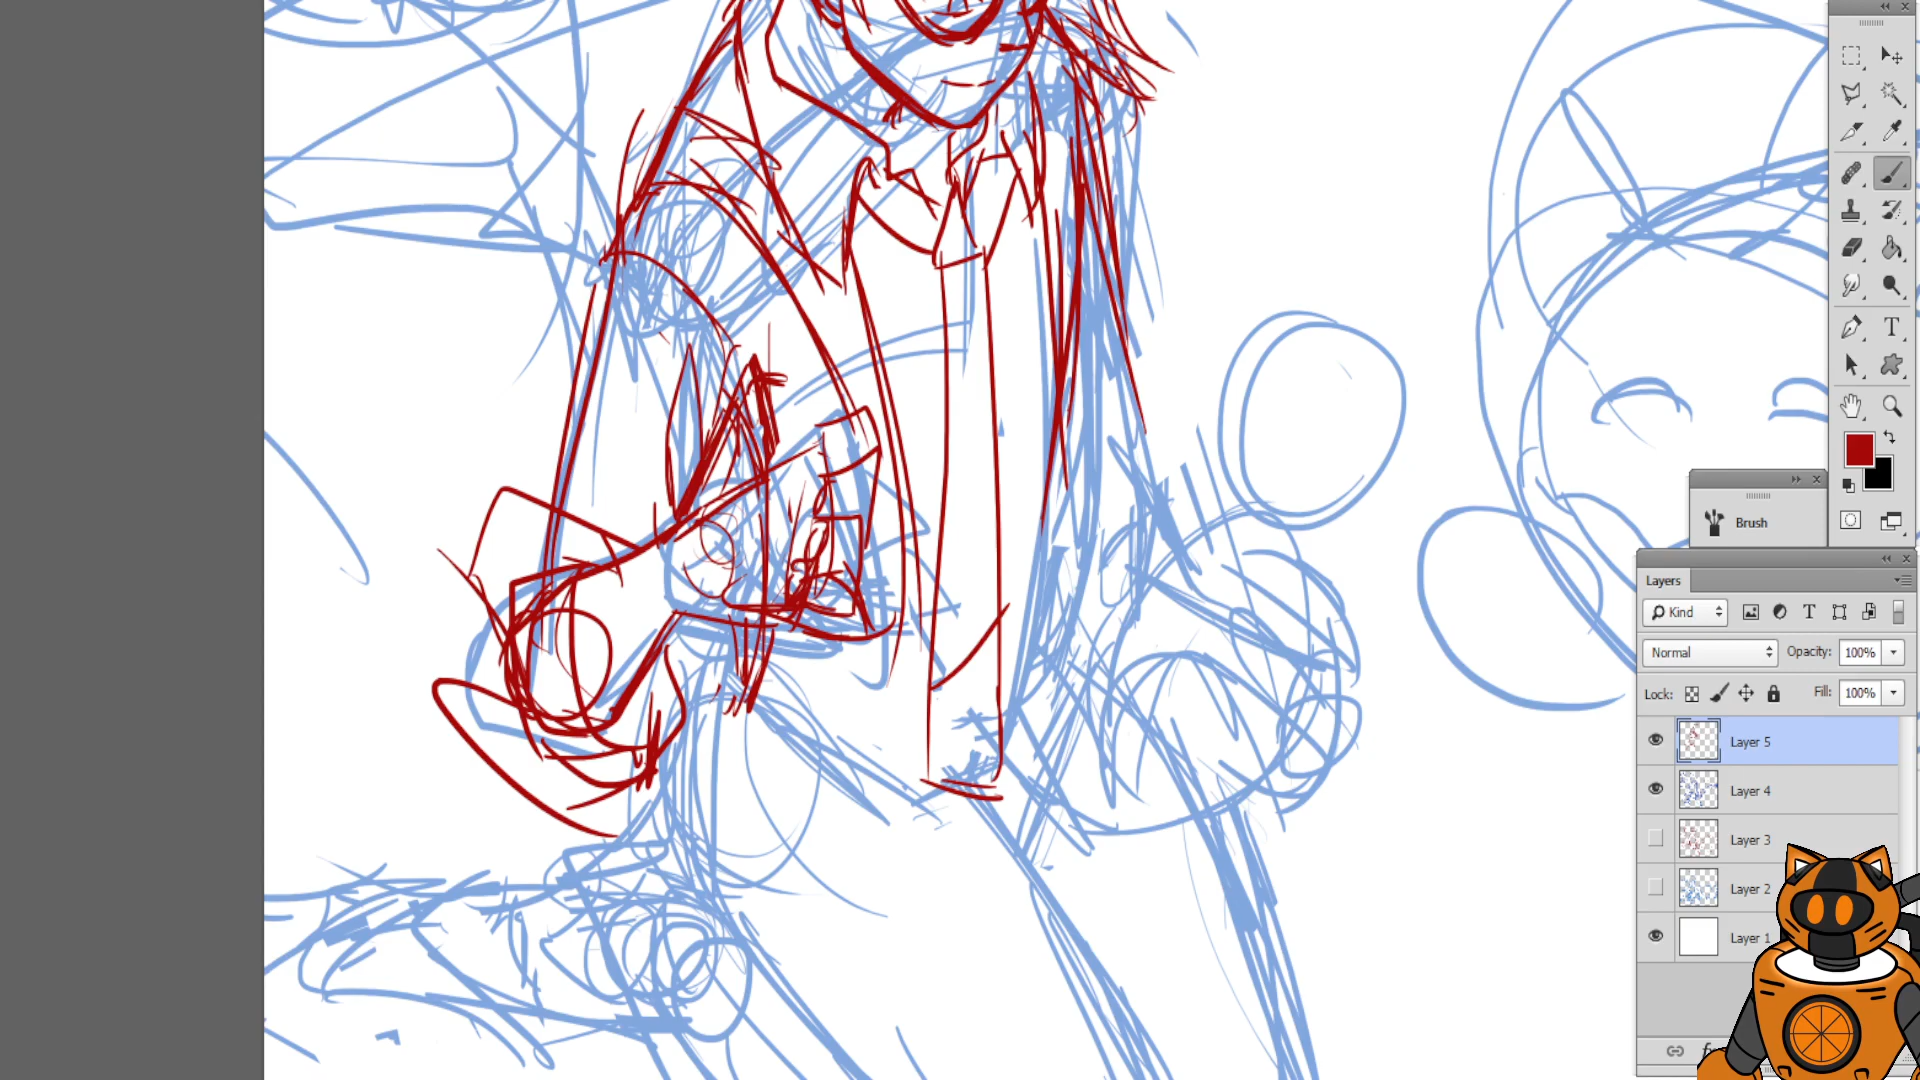 Brush
Layers
Kind
Normal
Opacity: 100%
Lock:
Fill: 100%
Layer 5
Layer 4
Layer 3
Layer 2
Layer 1